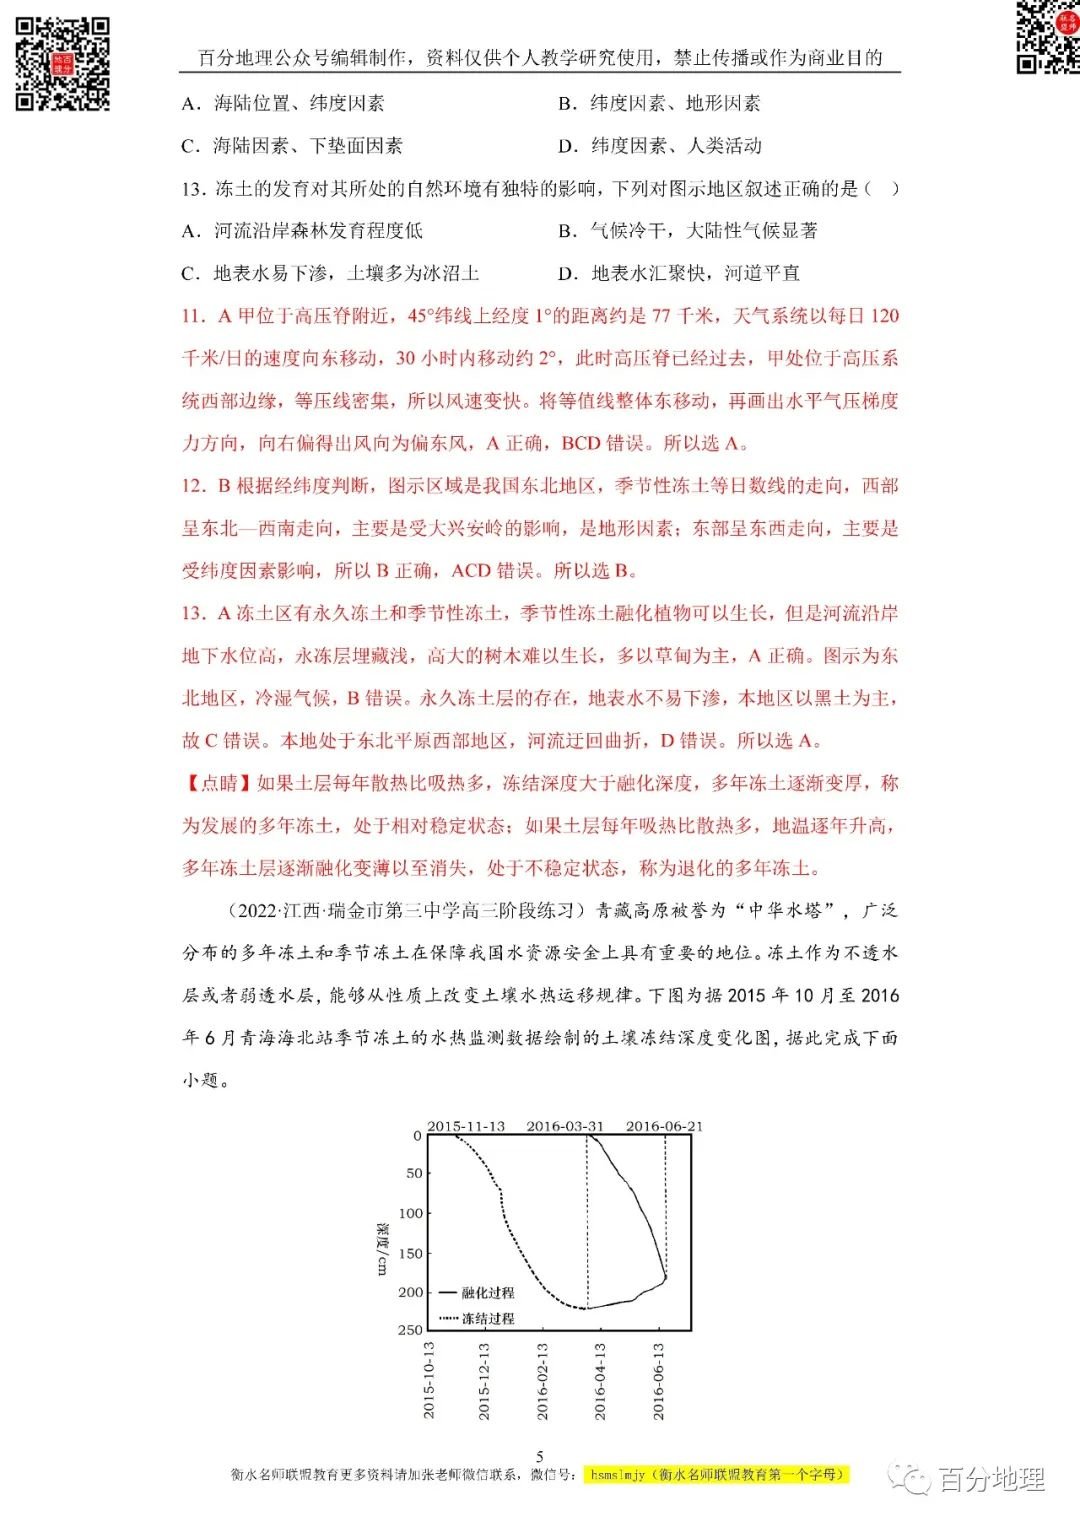 百分地理公众号编辑制作，资料仅供个人教学研究使用，禁止传播或作为商业目的
A．海陆位置、纬度因素 B．纬度因素、地形因素
C．海陆因素、下垫面因素 D．纬度因素、人类活动
13．冻土的发育对其所处的自然环境有独特的影响，下列对图示地区叙述正确的是（ ）
A．河流沿岸森林发育程度低 B．气候冷干，大陆性气候显著
C．地表水易下渗，土壤多为冰沼土 D．地表水汇聚快，河道平直
11．A 甲位于高压脊附近，45°纬线上经度 1°的距离约是 77 千米，天气系统以每日 120
千米/日的速度向东移动，30 小时内移动约 2°，此时高压脊已经过去，甲处位于高压系
统西部边缘，等压线密集，所以风速变快。将等值线整体东移动，再画出水平气压梯度
力方向，向右偏得出风向为偏东风，A 正确，BCD 错误。所以选 A。
12．B 根据经纬度判断，图示区域是我国东北地区，季节性冻土等日数线的走向，西部
呈东北—西南走向，主要是受大兴安岭的影响，是地形因素；东部呈东西走向，主要是
受纬度因素影响，所以 B 正确，ACD 错误。所以选 B。
13．A 冻土区有永久冻土和季节性冻土，季节性冻土融化植物可以生长，但是河流沿岸
地下水位高，永冻层埋藏浅，高大的树木难以生长，多以草甸为主，A 正确。图示为东
北地区，冷湿气候，B 错误。永久冻土层的存在，地表水不易下渗，本地区以黑土为主，
故 C 错误。本地处于东北平原西部地区，河流迂回曲折，D 错误。所以选 A。
【点睛】如果土层每年散热比吸热多，冻结深度大于融化深度，多年冻土逐渐变厚，称
为发展的多年冻土，处于相对稳定状态；如果土层每年吸热比散热多，地温逐年升高，
多年冻土层逐渐融化变薄以至消失，处于不稳定状态，称为退化的多年冻土。
（2022·江西·瑞金市第三中学高三阶段练习）青藏高原被誉为“中华水塔”，广泛
分布的多年冻土和季节冻土在保障我国水资源安全上具有重要的地位。冻土作为不透水
层或者弱透水层，能够从性质上改变土壤水热运移规律。下图为据 2015 年 10 月至 2016
年 6 月青海海北站季节冻土的水热监测数据绘制的土壤冻结深度变化图，据此完成下面
小题。
2015-11-13 2016-03-31 2016-06-21
0
50
100
150
200
250
深度/cm
融化过程
冻结过程
2015-10-13
2015-12-13
2016-02-13
2016-04-13
2016-06-13
5
衡水名师联盟教育更多资料请加张老师微信联系，微信号： hsmslmjy（衡水名师联盟教育第一个字母）
百分地理